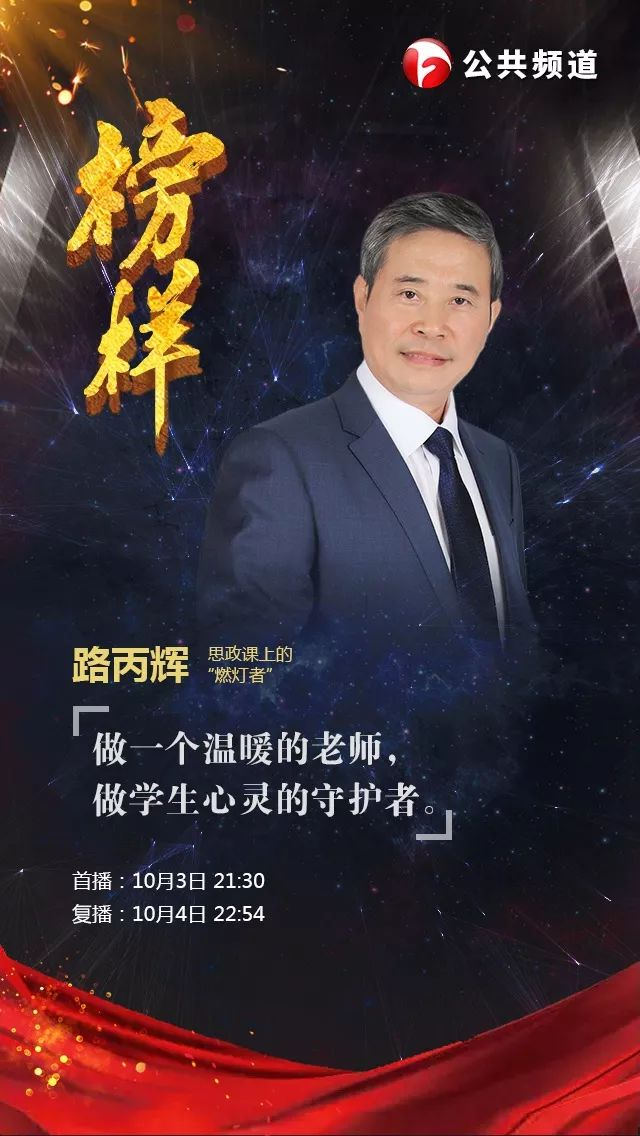 公共频道
榜样
路丙辉
思政课上的
“燃灯者”
做一个温暖的老师，
做学生心灵的守护者。
首播：10月3日 21:30
复播：10月4日 22:54